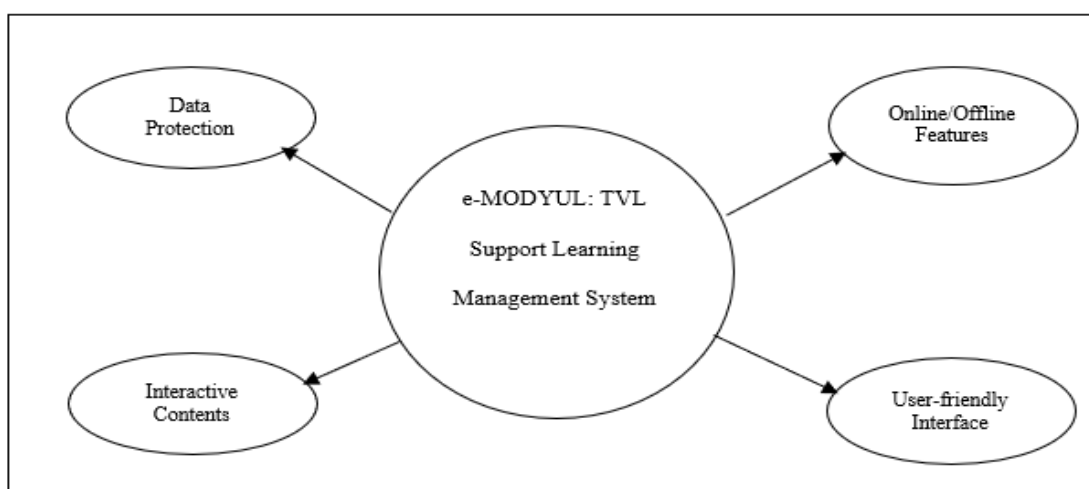 Data
Protection
Online/Offline
Features
e-MODYUL: TVL
Support Learning
Management System
Interactive
Contents
User-friendly
Interface